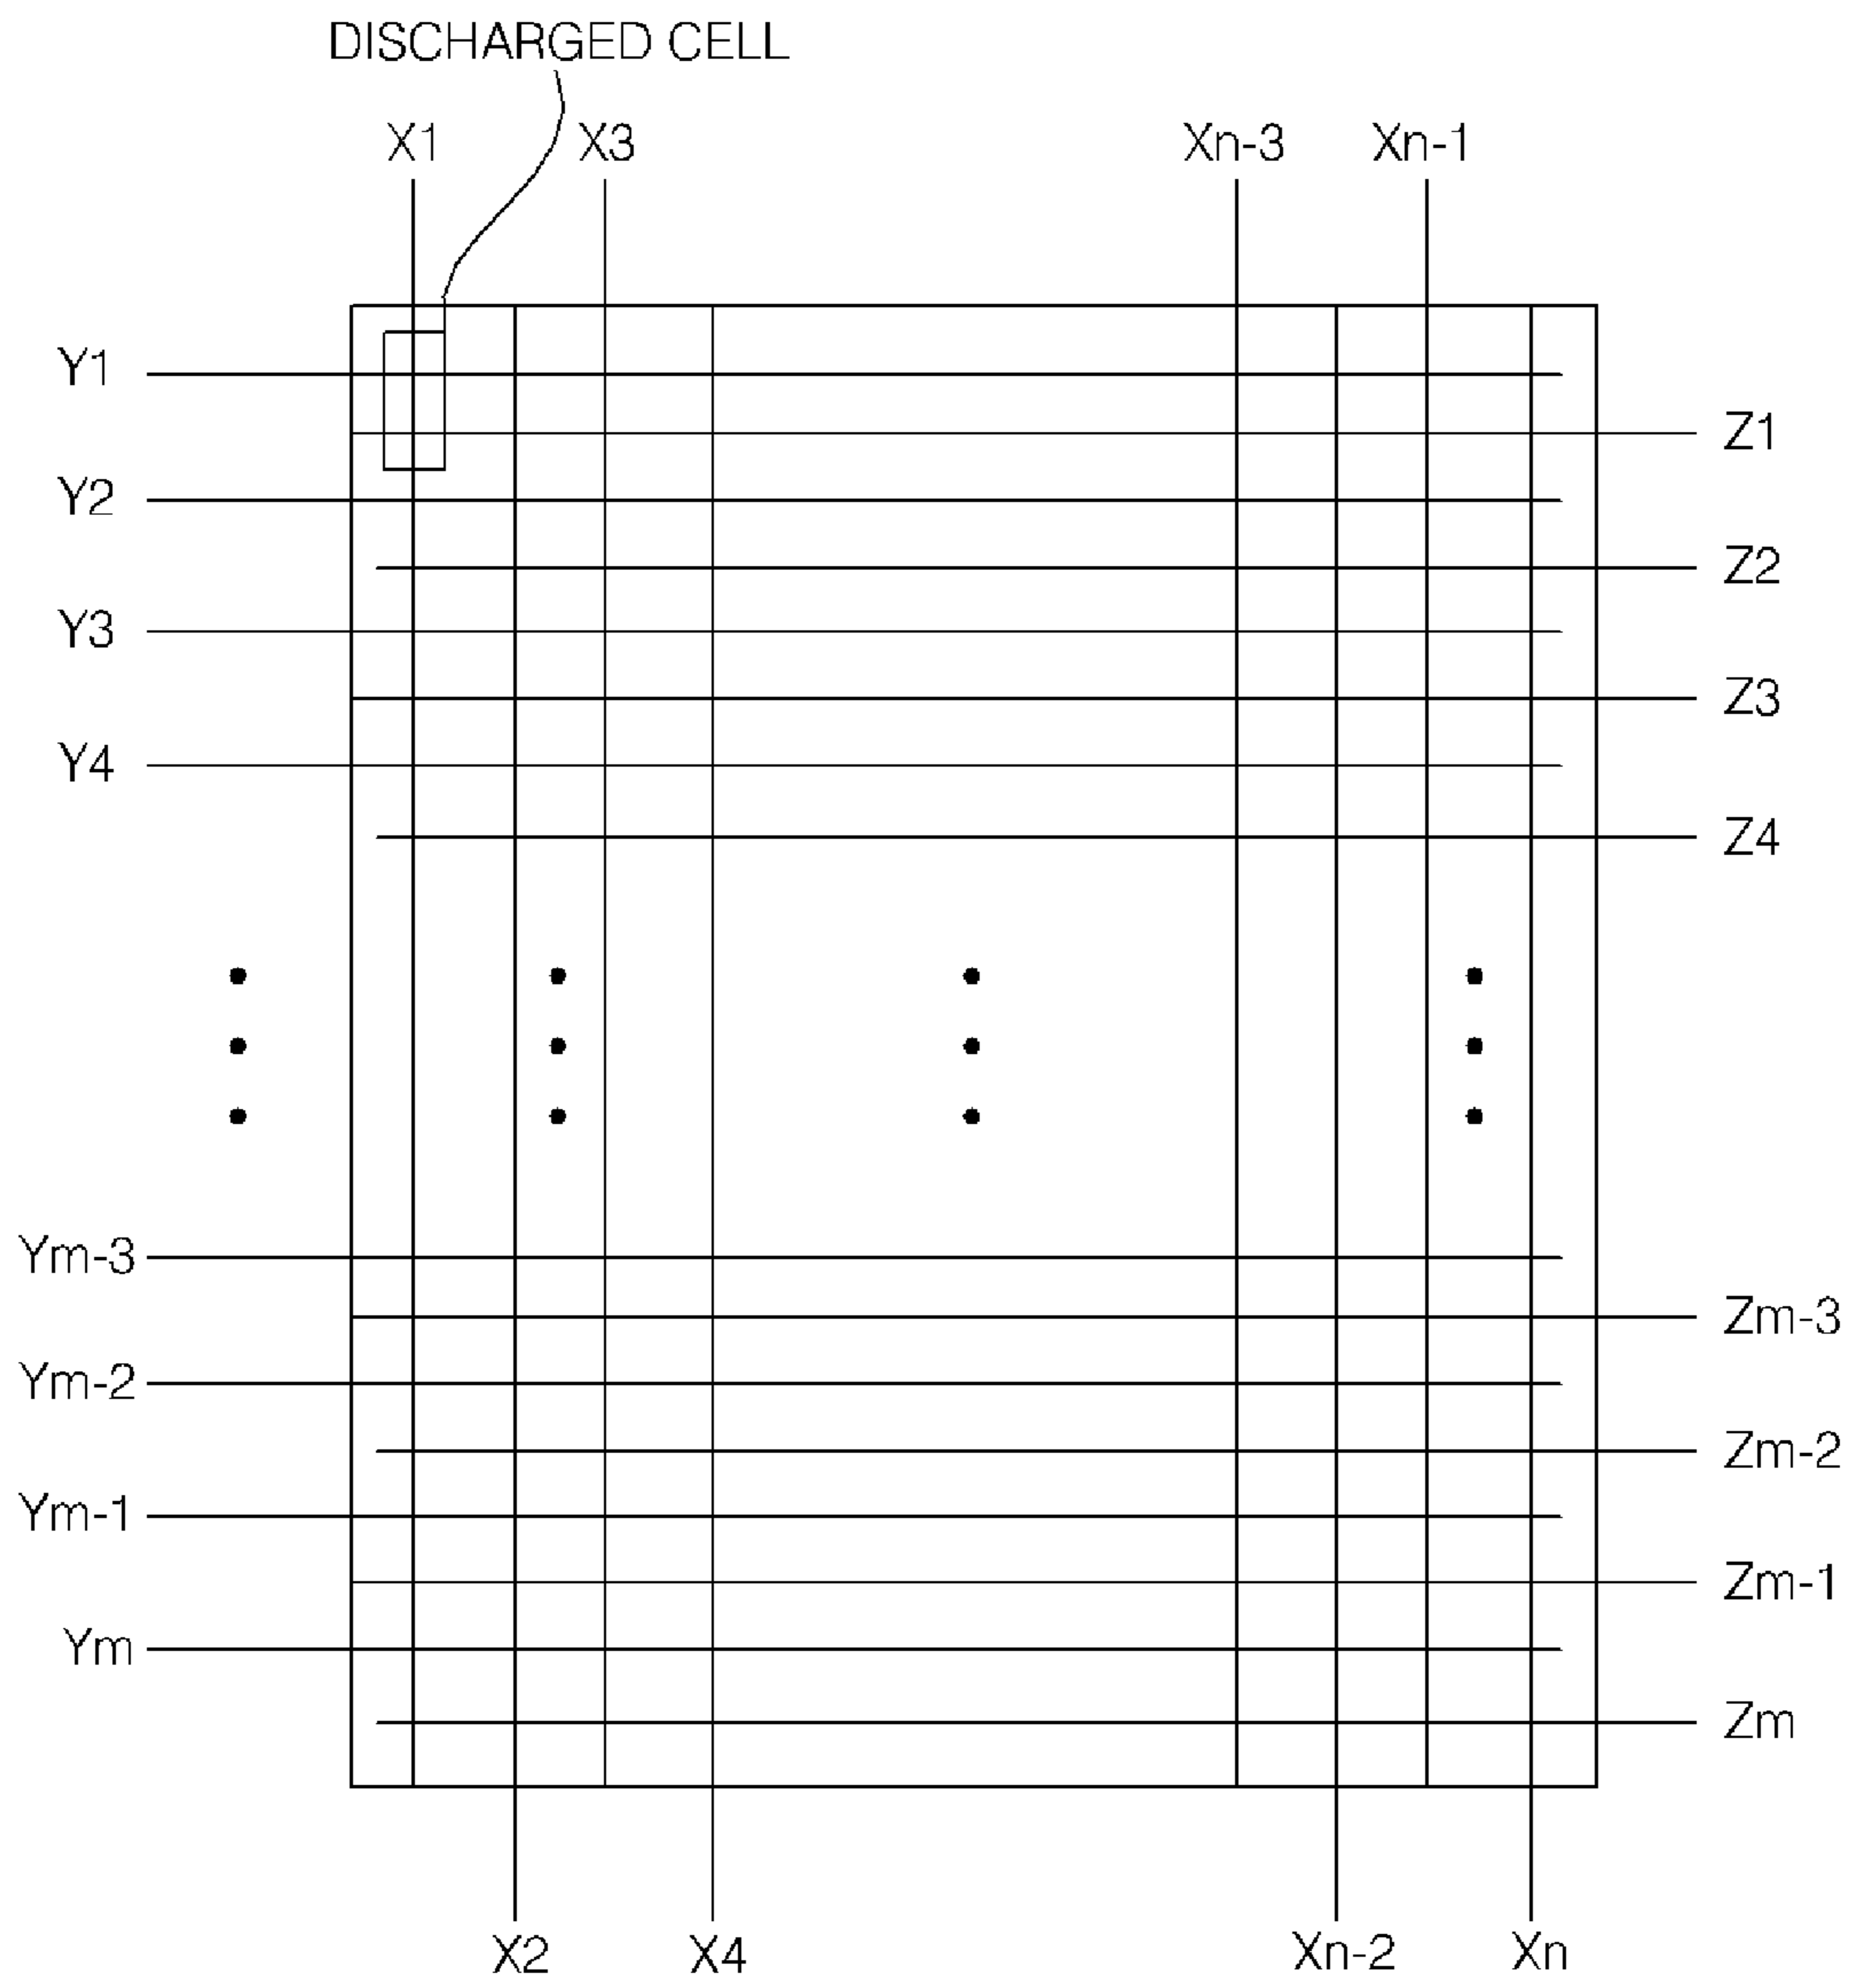 DISCHARGED CELL
X1 X3 Xn-3 Xn-1
Y1
Z1
Y2
Z2
Y3
Z3
Y4
Z4
Ym-3
Zm-3
Ym-2
Zm-2
Ym-1
Zm-1
Ym
Zm
X2 X4 Xn-2 Xn